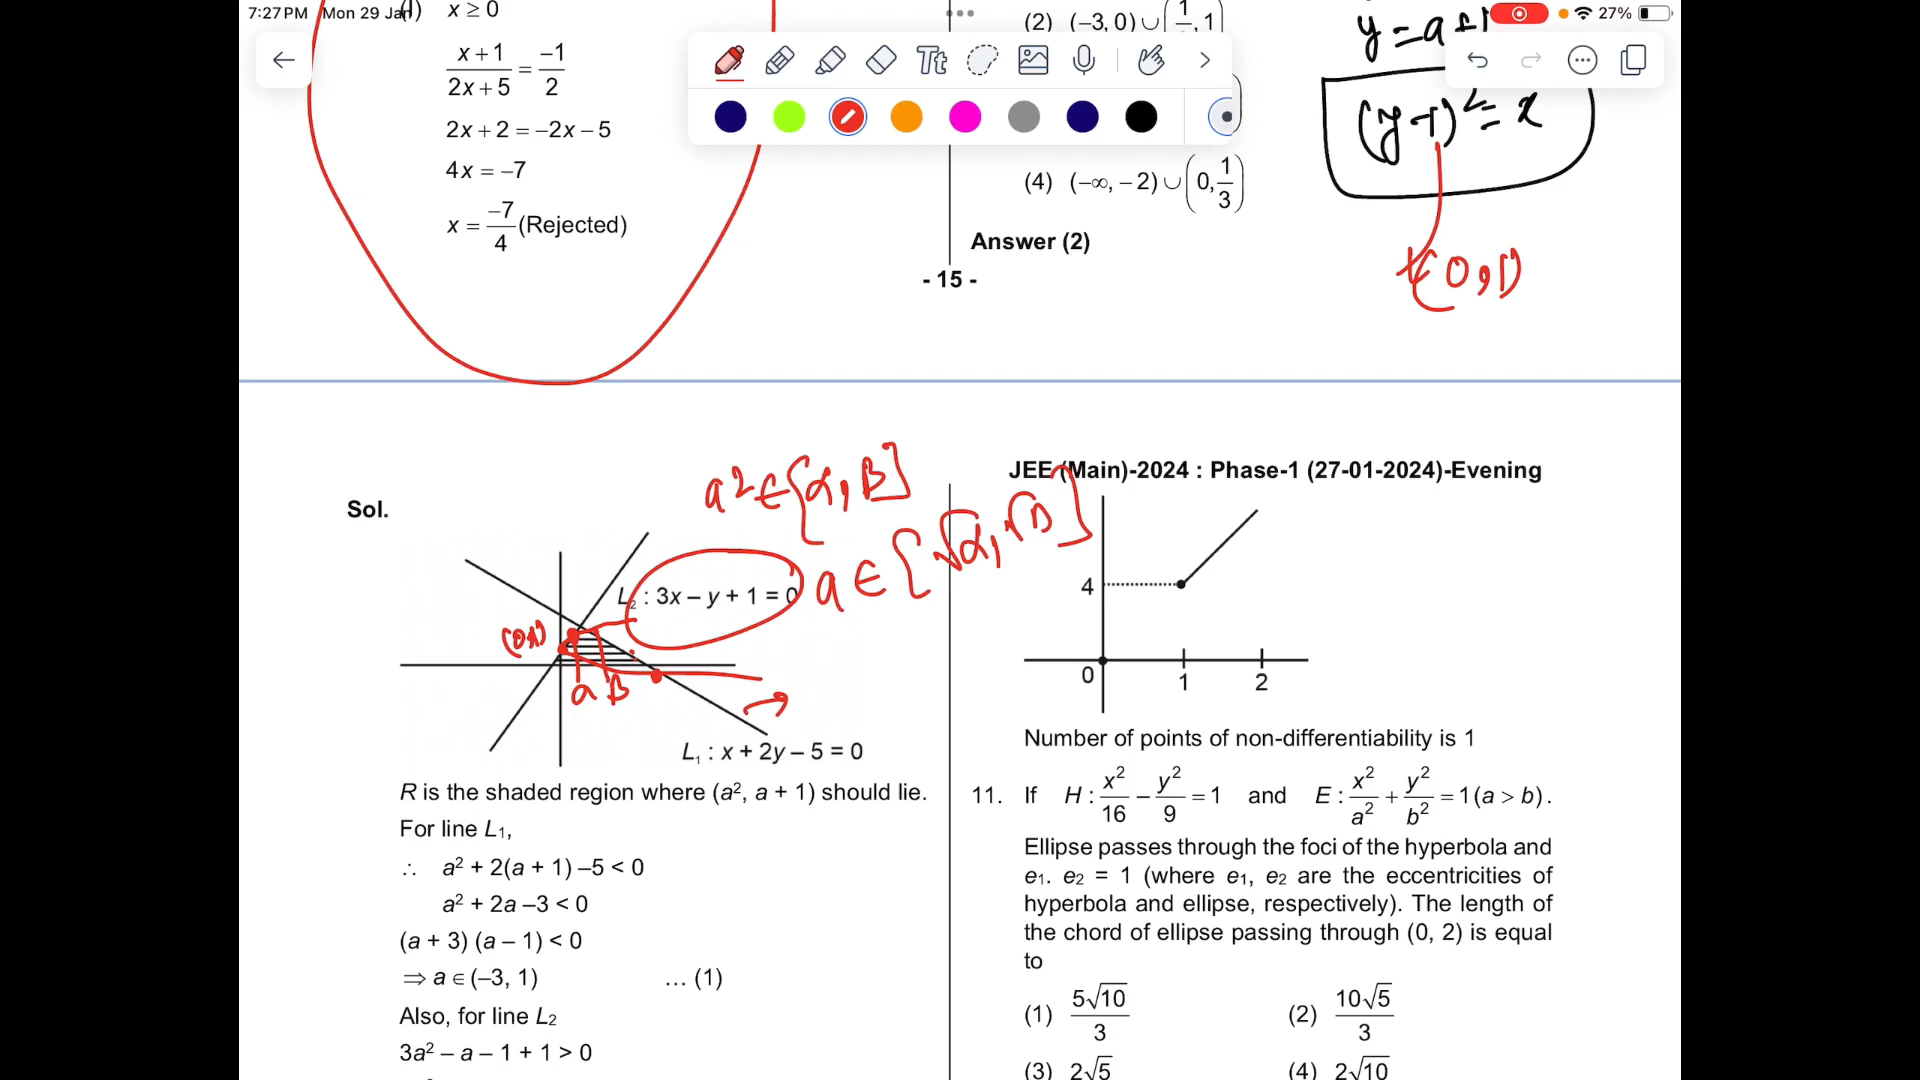 7:27 PM Mon 29 Jan
27%
(1) x ≥ 0
x + 1 / 2x + 5 = −1 / 2
2x + 2 = −2x − 5
4x = −7
x = −7 / 4 (Rejected)
(2) (−3, 0) ∪ (1 / , 1)
(4) (−∞, − 2) ∪ (0, 1/3)
Answer (2)
- 15 -
y = a + 1
(y − 1)² = x
(0, 1)
Sol.
a² ∈ [α, β]
a ∈ [√α, √β]
L₂ : 3x – y + 1 = 0
(0,1)
a β
L₁ : x + 2y – 5 = 0
R is the shaded region where (a², a + 1) should lie.
For line L₁,
∴ a² + 2(a + 1) –5 < 0
a² + 2a –3 < 0
(a + 3) (a – 1) < 0
⇒ a ∈ (–3, 1) ... (1)
Also, for line L₂
3a² – a – 1 + 1 > 0
JEE (Main)-2024 : Phase-1 (27-01-2024)-Evening
4
0 1 2
Number of points of non-differentiability is 1
11. If H : x²/16 − y²/9 = 1 and E : x²/a² + y²/b² = 1 (a > b).
Ellipse passes through the foci of the hyperbola and
e₁. e₂ = 1 (where e₁, e₂ are the eccentricities of
hyperbola and ellipse, respectively). The length of
the chord of ellipse passing through (0, 2) is equal
to
(1) 5√10 / 3 (2) 10√5 / 3
(3) 2√5 (4) 2√10